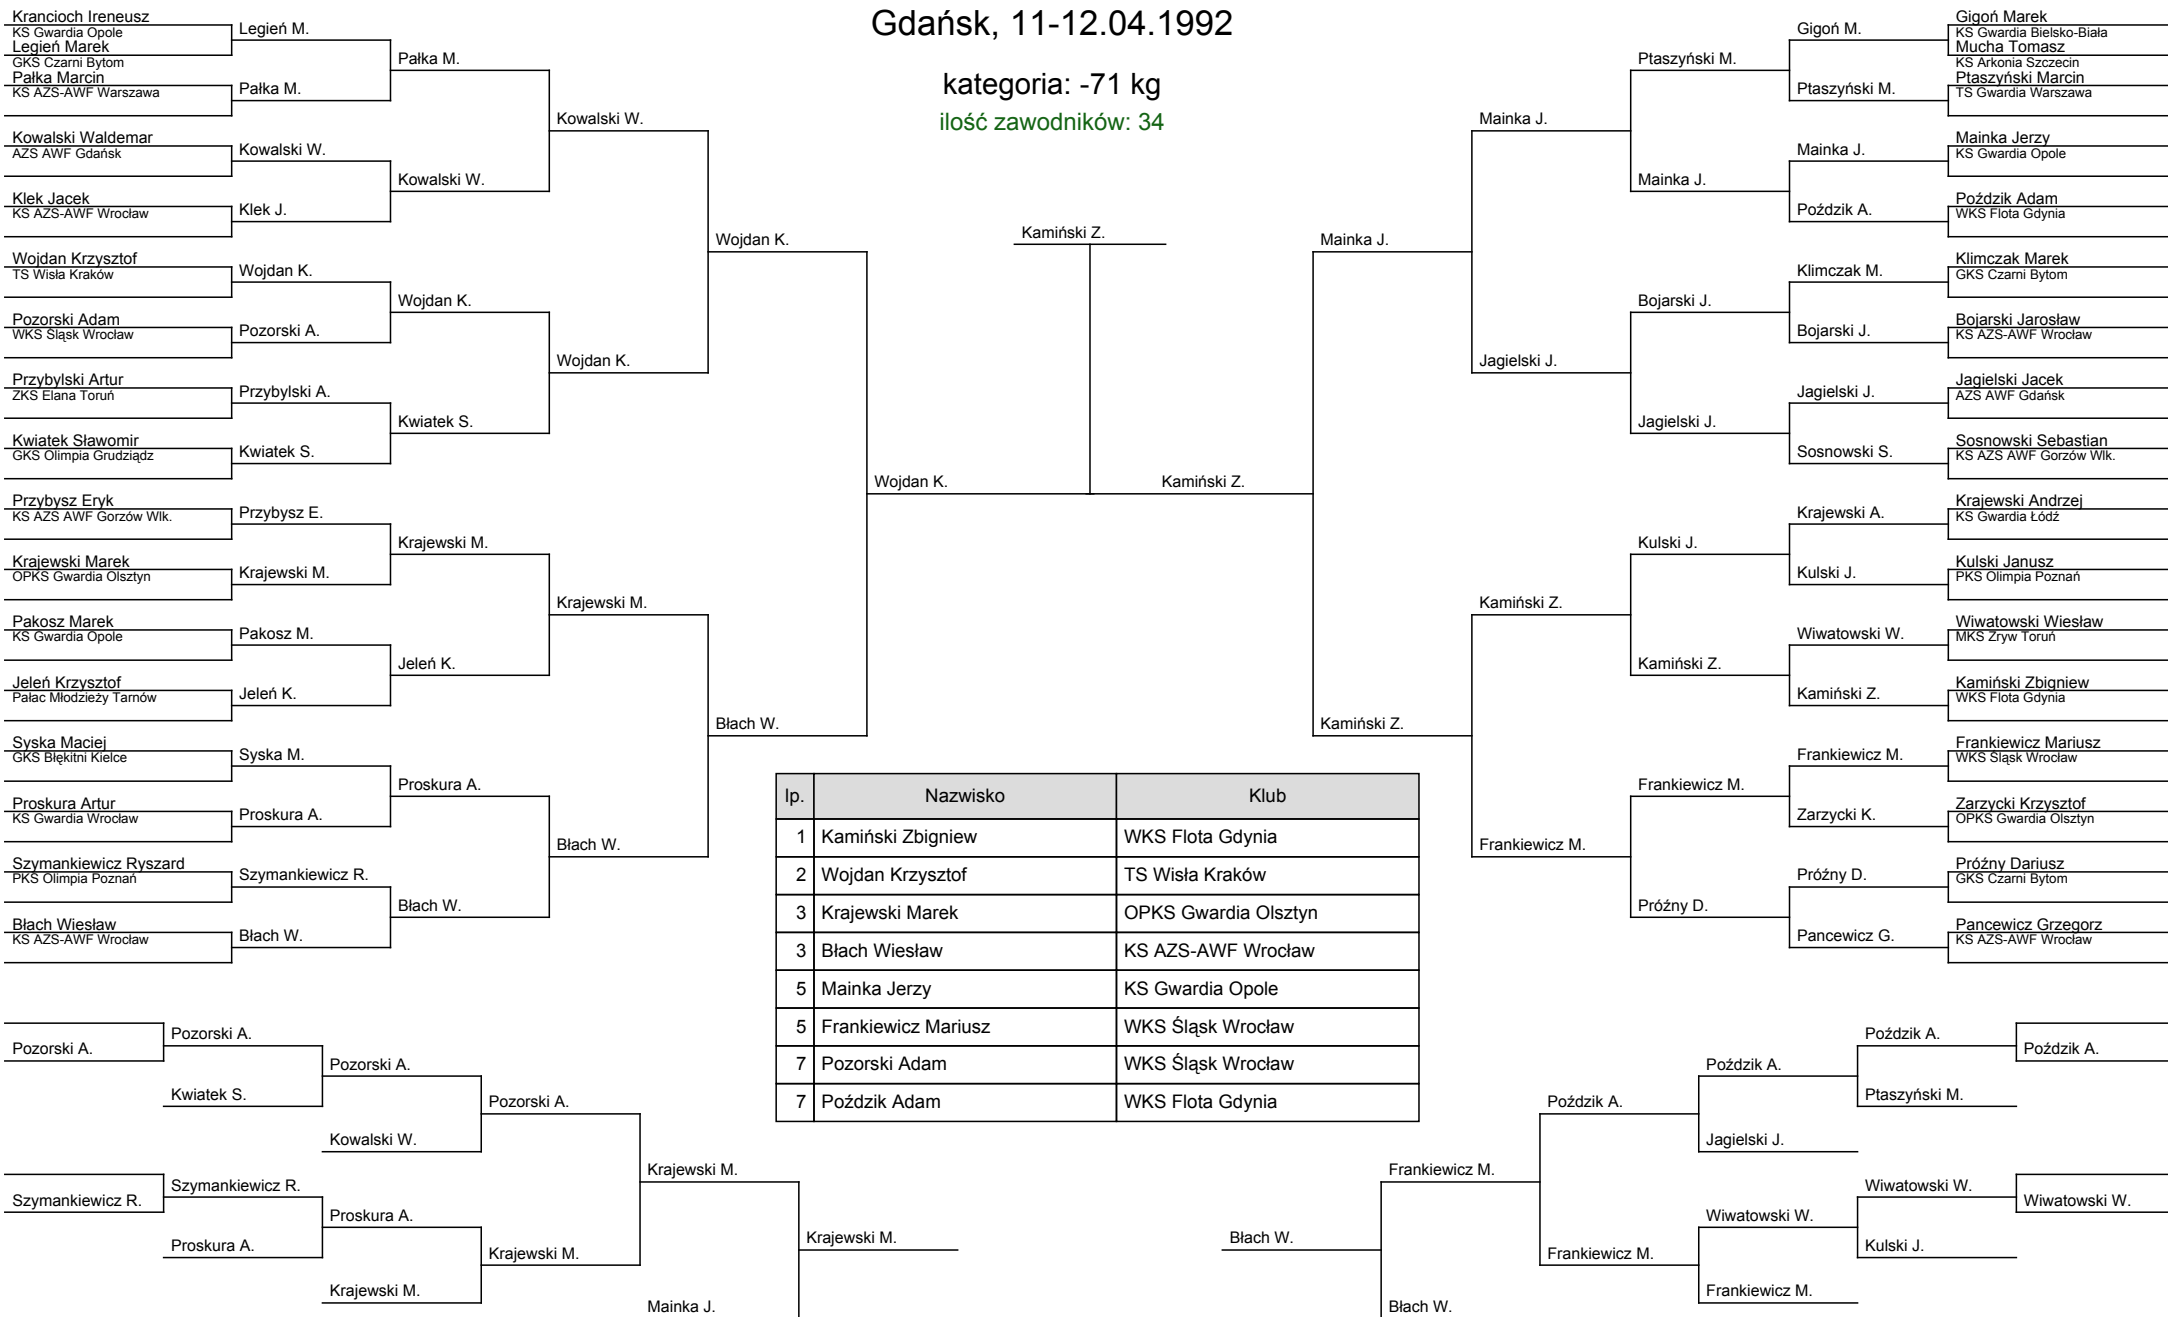 Gdańsk, 11-12.04.1992
kategoria: -71 kg
ilość zawodników: 34
Krancioch Ireneusz
KS Gwardia Opole
Legień Marek
GKS Czarni Bytom
Pałka Marcin
KS AZS-AWF Warszawa
Kowalski Waldemar
AZS AWF Gdańsk
Klek Jacek
KS AZS-AWF Wrocław
Wojdan Krzysztof
TS Wisła Kraków
Pozorski Adam
WKS Śląsk Wrocław
Przybylski Artur
ZKS Elana Toruń
Kwiatek Sławomir
GKS Olimpia Grudziądz
Przybysz Eryk
KS AZS AWF Gorzów Wlk.
Krajewski Marek
OPKS Gwardia Olsztyn
Pakosz Marek
KS Gwardia Opole
Jeleń Krzysztof
Pałac Młodzieży Tarnów
Syska Maciej
GKS Błękitni Kielce
Proskura Artur
KS Gwardia Wrocław
Szymankiewicz Ryszard
PKS Olimpia Poznań
Błach Wiesław
KS AZS-AWF Wrocław
Legień M.
Pałka M.
Kowalski W.
Klek J.
Wojdan K.
Pozorski A.
Przybylski A.
Kwiatek S.
Przybysz E.
Krajewski M.
Pakosz M.
Jeleń K.
Syska M.
Proskura A.
Szymankiewicz R.
Błach W.
Pałka M.
Kowalski W.
Wojdan K.
Kwiatek S.
Krajewski M.
Jeleń K.
Proskura A.
Błach W.
Kowalski W.
Wojdan K.
Krajewski M.
Błach W.
Wojdan K.
Błach W.
Wojdan K.
Kamiński Z.
Kamiński Z.
Mainka J.
Kamiński Z.
Mainka J.
Jagielski J.
Kamiński Z.
Frankiewicz M.
Ptaszyński M.
Mainka J.
Bojarski J.
Jagielski J.
Kulski J.
Kamiński Z.
Frankiewicz M.
Próżny D.
Gigoń M.
Ptaszyński M.
Mainka J.
Poździk A.
Klimczak M.
Bojarski J.
Jagielski J.
Sosnowski S.
Krajewski A.
Kulski J.
Wiwatowski W.
Kamiński Z.
Frankiewicz M.
Zarzycki K.
Próżny D.
Pancewicz G.
Gigoń Marek
KS Gwardia Bielsko-Biała
Mucha Tomasz
KS Arkonia Szczecin
Ptaszyński Marcin
TS Gwardia Warszawa
Mainka Jerzy
KS Gwardia Opole
Poździk Adam
WKS Flota Gdynia
Klimczak Marek
GKS Czarni Bytom
Bojarski Jarosław
KS AZS-AWF Wrocław
Jagielski Jacek
AZS AWF Gdańsk
Sosnowski Sebastian
KS AZS AWF Gorzów Wlk.
Krajewski Andrzej
KS Gwardia Łódź
Kulski Janusz
PKS Olimpia Poznań
Wiwatowski Wiesław
MKS Zryw Toruń
Kamiński Zbigniew
WKS Flota Gdynia
Frankiewicz Mariusz
WKS Śląsk Wrocław
Zarzycki Krzysztof
OPKS Gwardia Olsztyn
Próżny Dariusz
GKS Czarni Bytom
Pancewicz Grzegorz
KS AZS-AWF Wrocław
lp. Nazwisko Klub
1 Kamiński Zbigniew WKS Flota Gdynia
2 Wojdan Krzysztof TS Wisła Kraków
3 Krajewski Marek OPKS Gwardia Olsztyn
3 Błach Wiesław KS AZS-AWF Wrocław
5 Mainka Jerzy KS Gwardia Opole
5 Frankiewicz Mariusz WKS Śląsk Wrocław
7 Pozorski Adam WKS Śląsk Wrocław
7 Poździk Adam WKS Flota Gdynia
Pozorski A.
Szymankiewicz R.
Pozorski A.
Kwiatek S.
Szymankiewicz R.
Proskura A.
Pozorski A.
Kowalski W.
Proskura A.
Krajewski M.
Pozorski A.
Krajewski M.
Krajewski M.
Mainka J.
Krajewski M.
Błach W.
Frankiewicz M.
Błach W.
Poździk A.
Frankiewicz M.
Poździk A.
Jagielski J.
Wiwatowski W.
Frankiewicz M.
Poździk A.
Ptaszyński M.
Wiwatowski W.
Kulski J.
Poździk A.
Wiwatowski W.